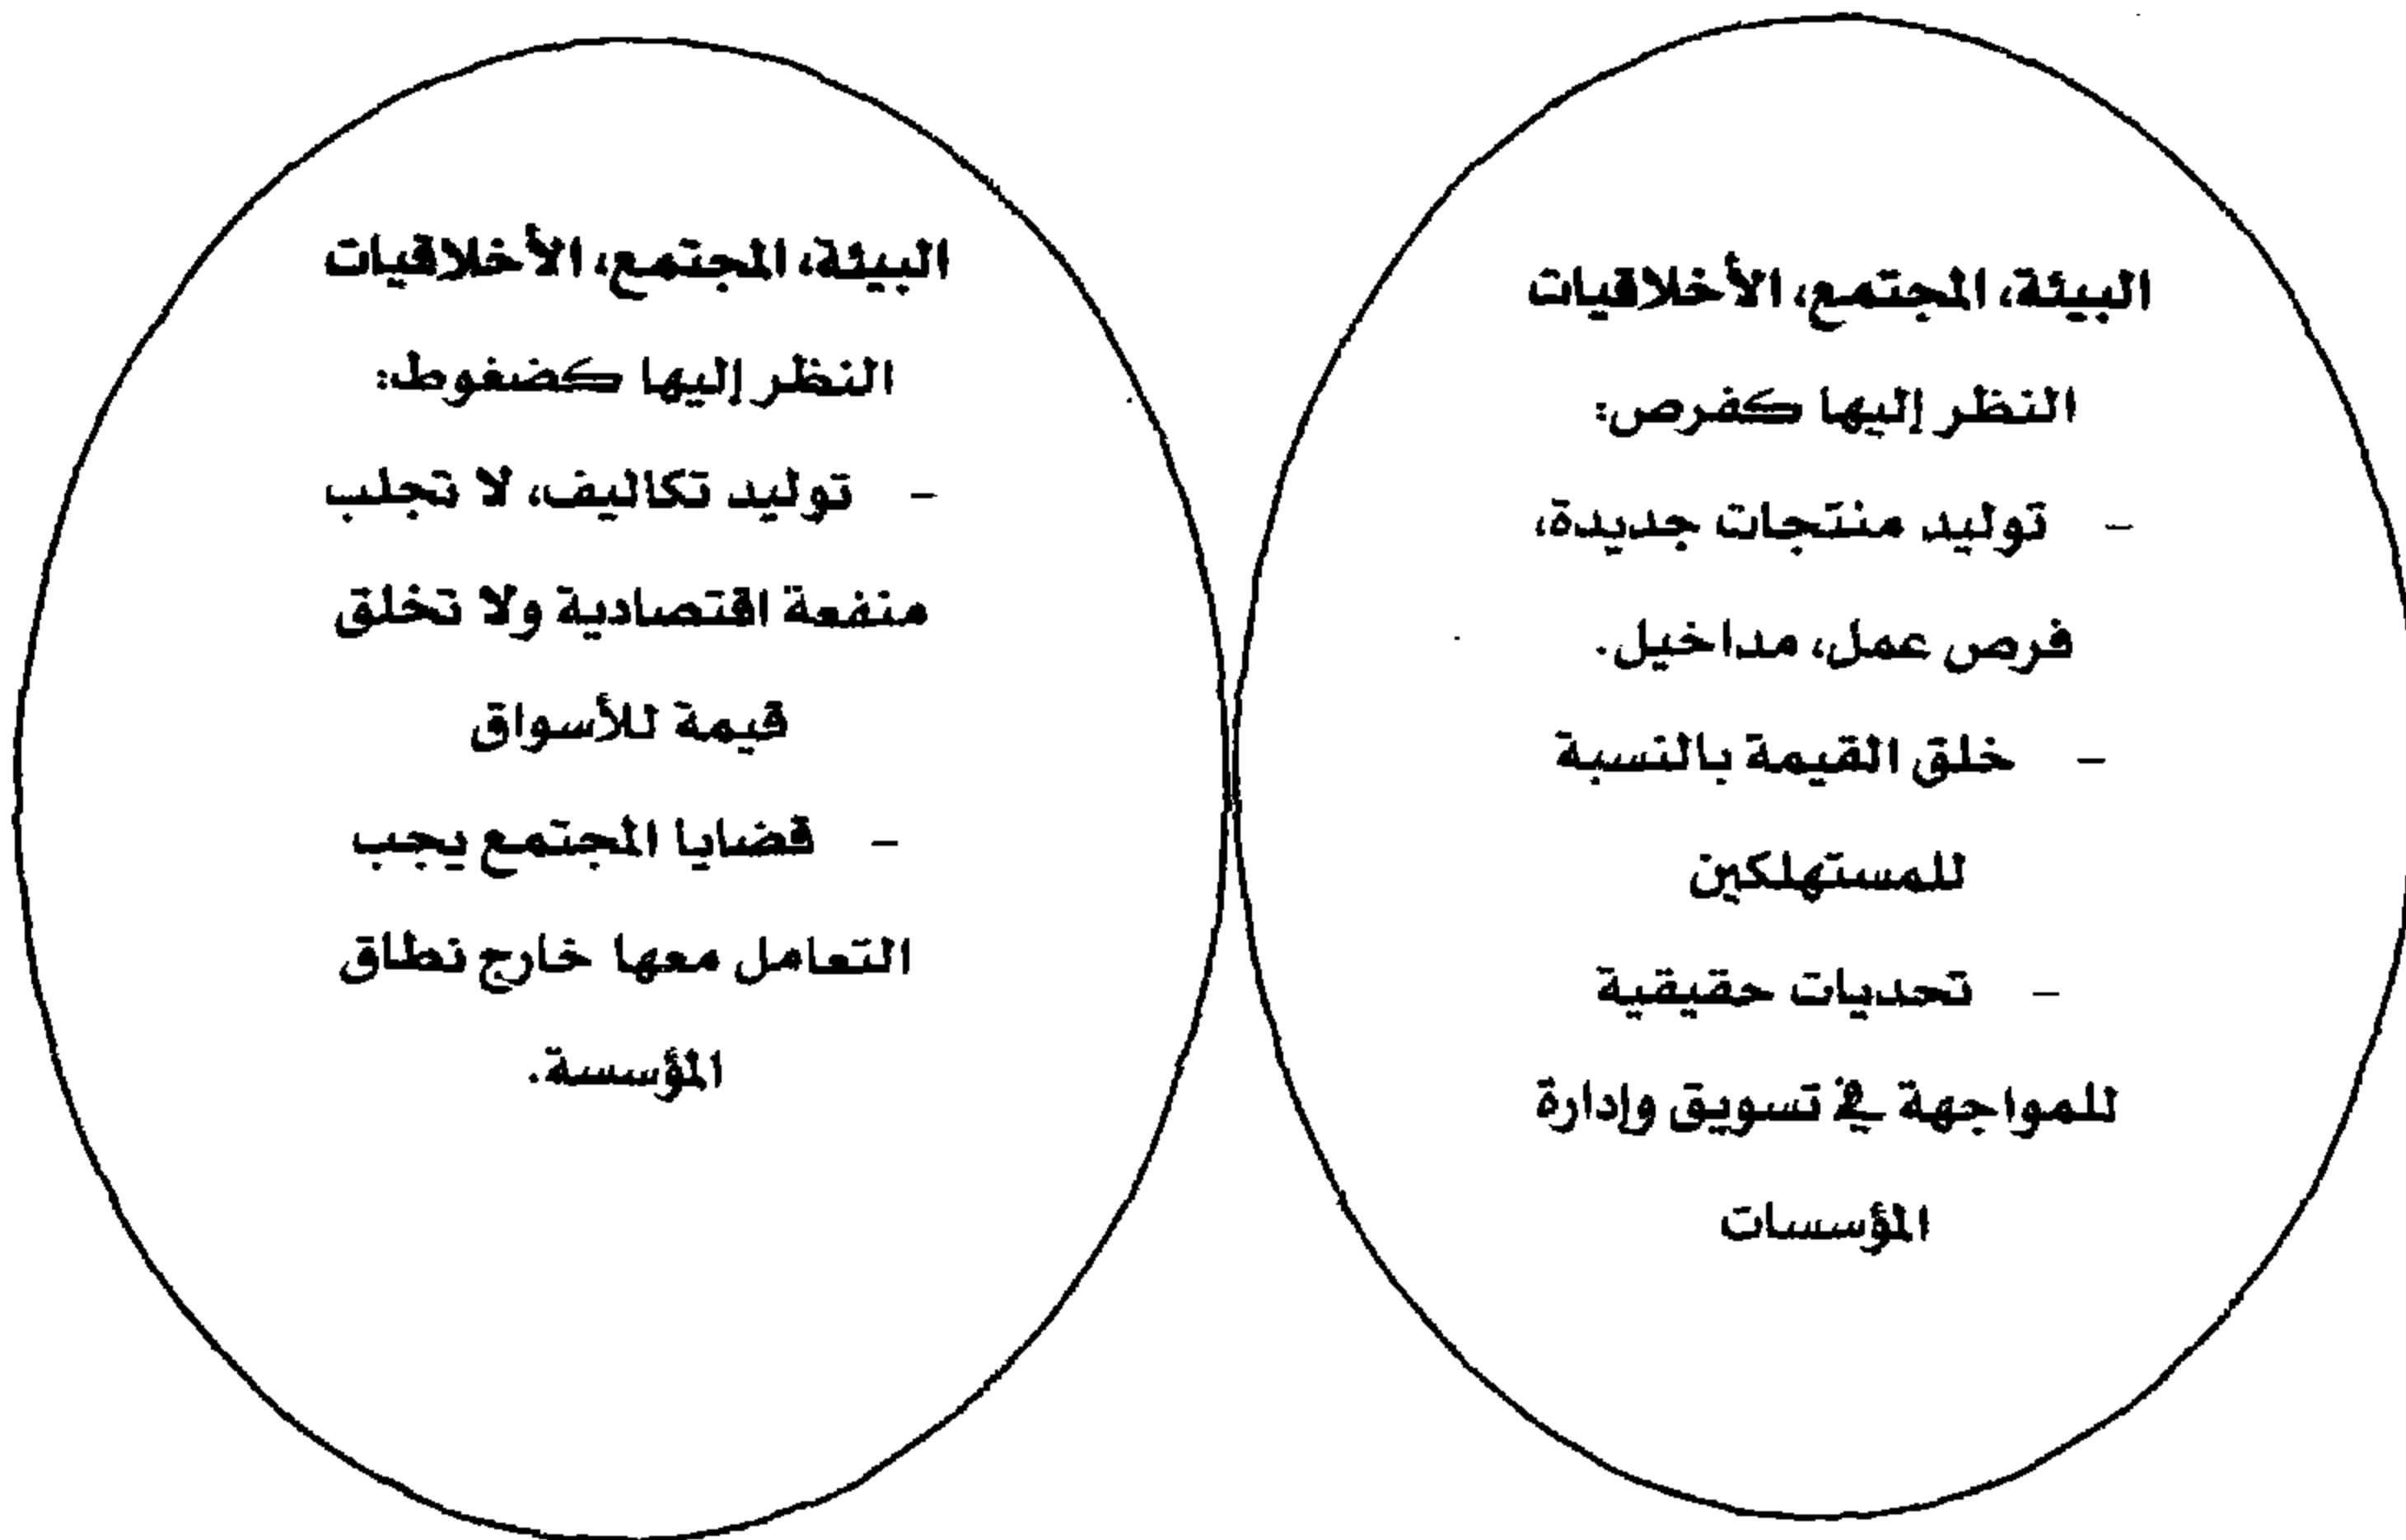 البيئة، المجتمع، الأخلاقيات
النظر إليها كفرص:
- توليد منتجات جديدة،
فرص عمل، مداخيل.
- خلق القيمة بالنسبة
للمستهلكين
- تحديات حقيقية
للمواجهة في تسويق وإدارة
المؤسسات
البيئة، المجتمع، الأخلاقيات
النظر إليها كضغوط:
- توليد تكاليف، لا تجلب
منفعة اقتصادية ولا تخلق
قيمة للأسواق
- قضايا المجتمع يجب
التعامل معها خارج نطاق
المؤسسة.